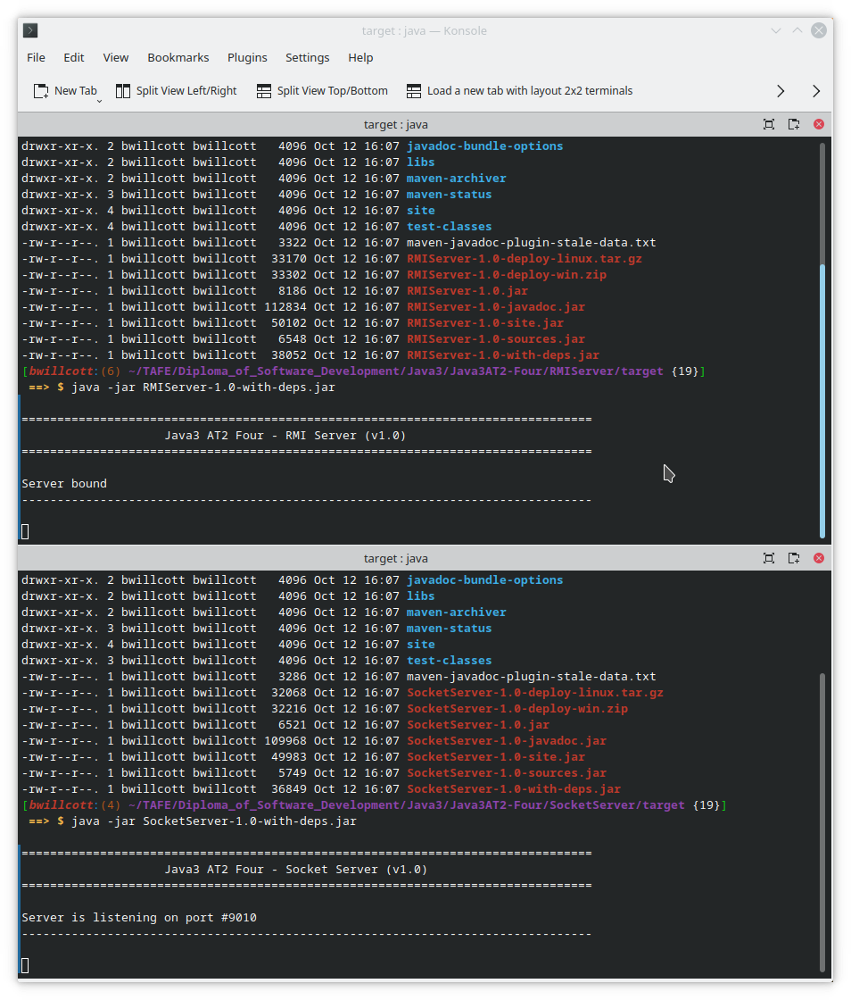 target : java — Konsole
File Edit View Bookmarks Plugins Settings Help
New Tab Split View Left/Right Split View Top/Bottom Load a new tab with layout 2x2 terminals
target : java
drwxr-xr-x. 2 bwillcott bwillcott   4096 Oct 12 16:07 javadoc-bundle-options
drwxr-xr-x. 2 bwillcott bwillcott   4096 Oct 12 16:07 libs
drwxr-xr-x. 2 bwillcott bwillcott   4096 Oct 12 16:07 maven-archiver
drwxr-xr-x. 3 bwillcott bwillcott   4096 Oct 12 16:07 maven-status
drwxr-xr-x. 4 bwillcott bwillcott   4096 Oct 12 16:07 site
drwxr-xr-x. 4 bwillcott bwillcott   4096 Oct 12 16:07 test-classes
-rw-r--r--. 1 bwillcott bwillcott   3322 Oct 12 16:07 maven-javadoc-plugin-stale-data.txt
-rw-r--r--. 1 bwillcott bwillcott  33170 Oct 12 16:07 RMIServer-1.0-deploy-linux.tar.gz
-rw-r--r--. 1 bwillcott bwillcott  33302 Oct 12 16:07 RMIServer-1.0-deploy-win.zip
-rw-r--r--. 1 bwillcott bwillcott   8186 Oct 12 16:07 RMIServer-1.0.jar
-rw-r--r--. 1 bwillcott bwillcott 112834 Oct 12 16:07 RMIServer-1.0-javadoc.jar
-rw-r--r--. 1 bwillcott bwillcott  50102 Oct 12 16:07 RMIServer-1.0-site.jar
-rw-r--r--. 1 bwillcott bwillcott   6548 Oct 12 16:07 RMIServer-1.0-sources.jar
-rw-r--r--. 1 bwillcott bwillcott  38052 Oct 12 16:07 RMIServer-1.0-with-deps.jar
[bwillcott:(6) ~/TAFE/Diploma_of_Software_Development/Java3/Java3AT2-Four/RMIServer/target {19}]
 ==> $ java -jar RMIServer-1.0-with-deps.jar
================================================================================
Java3 AT2 Four - RMI Server (v1.0)
================================================================================
Server bound
--------------------------------------------------------------------------------
target : java
drwxr-xr-x. 2 bwillcott bwillcott   4096 Oct 12 16:07 javadoc-bundle-options
drwxr-xr-x. 2 bwillcott bwillcott   4096 Oct 12 16:07 libs
drwxr-xr-x. 2 bwillcott bwillcott   4096 Oct 12 16:07 maven-archiver
drwxr-xr-x. 3 bwillcott bwillcott   4096 Oct 12 16:07 maven-status
drwxr-xr-x. 4 bwillcott bwillcott   4096 Oct 12 16:07 site
drwxr-xr-x. 3 bwillcott bwillcott   4096 Oct 12 16:07 test-classes
-rw-r--r--. 1 bwillcott bwillcott   3286 Oct 12 16:07 maven-javadoc-plugin-stale-data.txt
-rw-r--r--. 1 bwillcott bwillcott  32068 Oct 12 16:07 SocketServer-1.0-deploy-linux.tar.gz
-rw-r--r--. 1 bwillcott bwillcott  32216 Oct 12 16:07 SocketServer-1.0-deploy-win.zip
-rw-r--r--. 1 bwillcott bwillcott   6521 Oct 12 16:07 SocketServer-1.0.jar
-rw-r--r--. 1 bwillcott bwillcott 109968 Oct 12 16:07 SocketServer-1.0-javadoc.jar
-rw-r--r--. 1 bwillcott bwillcott  49983 Oct 12 16:07 SocketServer-1.0-site.jar
-rw-r--r--. 1 bwillcott bwillcott   5749 Oct 12 16:07 SocketServer-1.0-sources.jar
-rw-r--r--. 1 bwillcott bwillcott  36849 Oct 12 16:07 SocketServer-1.0-with-deps.jar
[bwillcott:(4) ~/TAFE/Diploma_of_Software_Development/Java3/Java3AT2-Four/SocketServer/target {19}]
 ==> $ java -jar SocketServer-1.0-with-deps.jar
================================================================================
Java3 AT2 Four - Socket Server (v1.0)
================================================================================
Server is listening on port #9010
--------------------------------------------------------------------------------